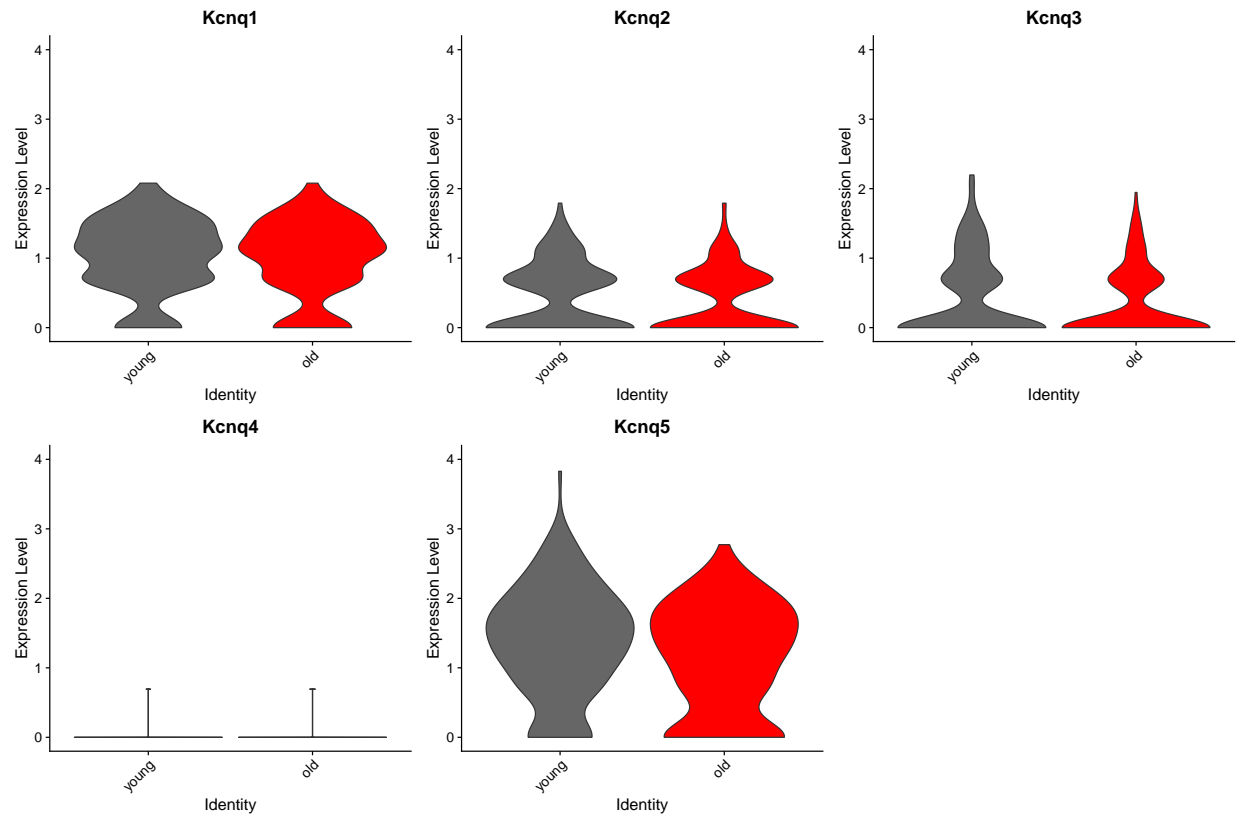 Kcnq1
4
3
2
1
0
Expression Level
young
old
Identity
Kcnq2
4
3
2
1
0
Expression Level
young
old
Identity
Kcnq3
4
3
2
1
0
Expression Level
young
old
Identity
Kcnq4
4
3
2
1
0
Expression Level
young
old
Identity
Kcnq5
4
3
2
1
0
Expression Level
young
old
Identity